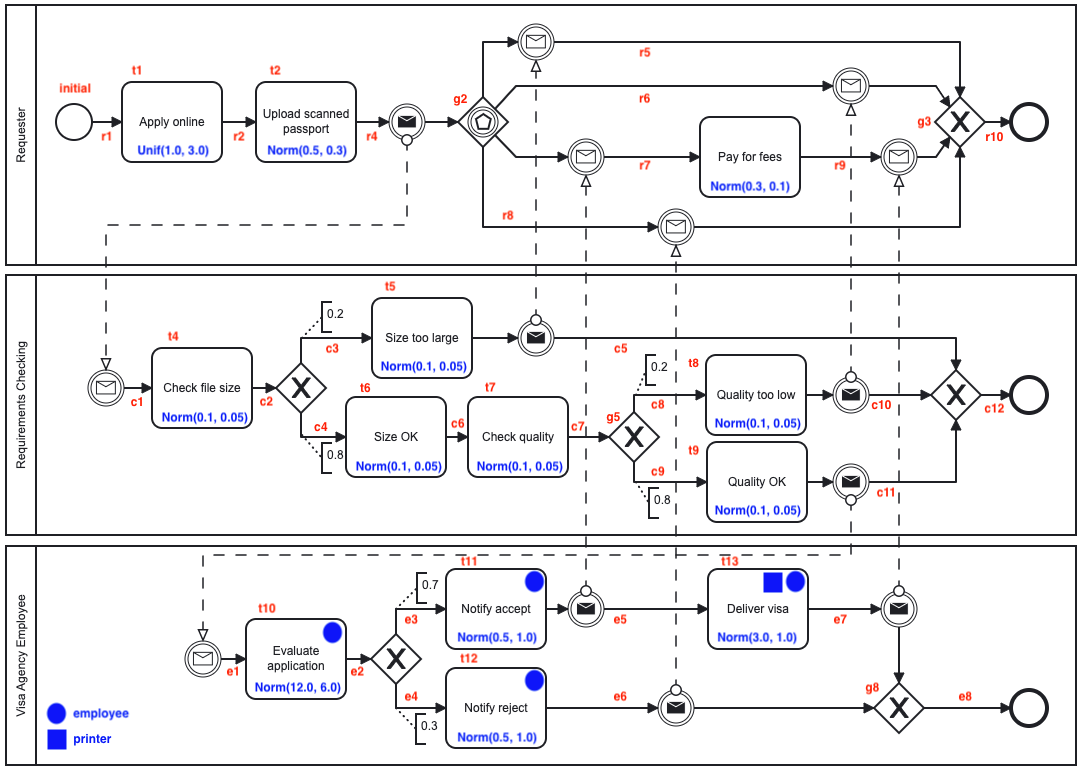 Requester
initial
r1
t1
Apply online
Unif(1.0, 3.0)
r2
t2
Upload scanned
passport
Norm(0.5, 0.3)
r4
g2
r5
r6
r7
Pay for fees
Norm(0.3, 0.1)
r9
r8
g3
X
r10
Requirements Checking
c1
t4
Check file size
Norm(0.1, 0.05)
c2
X
0.2
c3
t5
Size too large
Norm(0.1, 0.05)
c5
c4
0.8
t6
Size OK
Norm(0.1, 0.05)
c6
t7
Check quality
Norm(0.1, 0.05)
c7
g5
X
0.2
c8
t8
Quality too low
Norm(0.1, 0.05)
c10
c9
0.8
t9
Quality OK
Norm(0.1, 0.05)
c11
X
c12
Visa Agency Employee
e1
t10
Evaluate
application
Norm(12.0, 6.0)
e2
X
0.7
e3
t11
Notify accept
Norm(0.5, 1.0)
e5
t13
Deliver visa
Norm(3.0, 1.0)
e7
e4
0.3
t12
Notify reject
Norm(0.5, 1.0)
e6
g8
X
e8
employee
printer